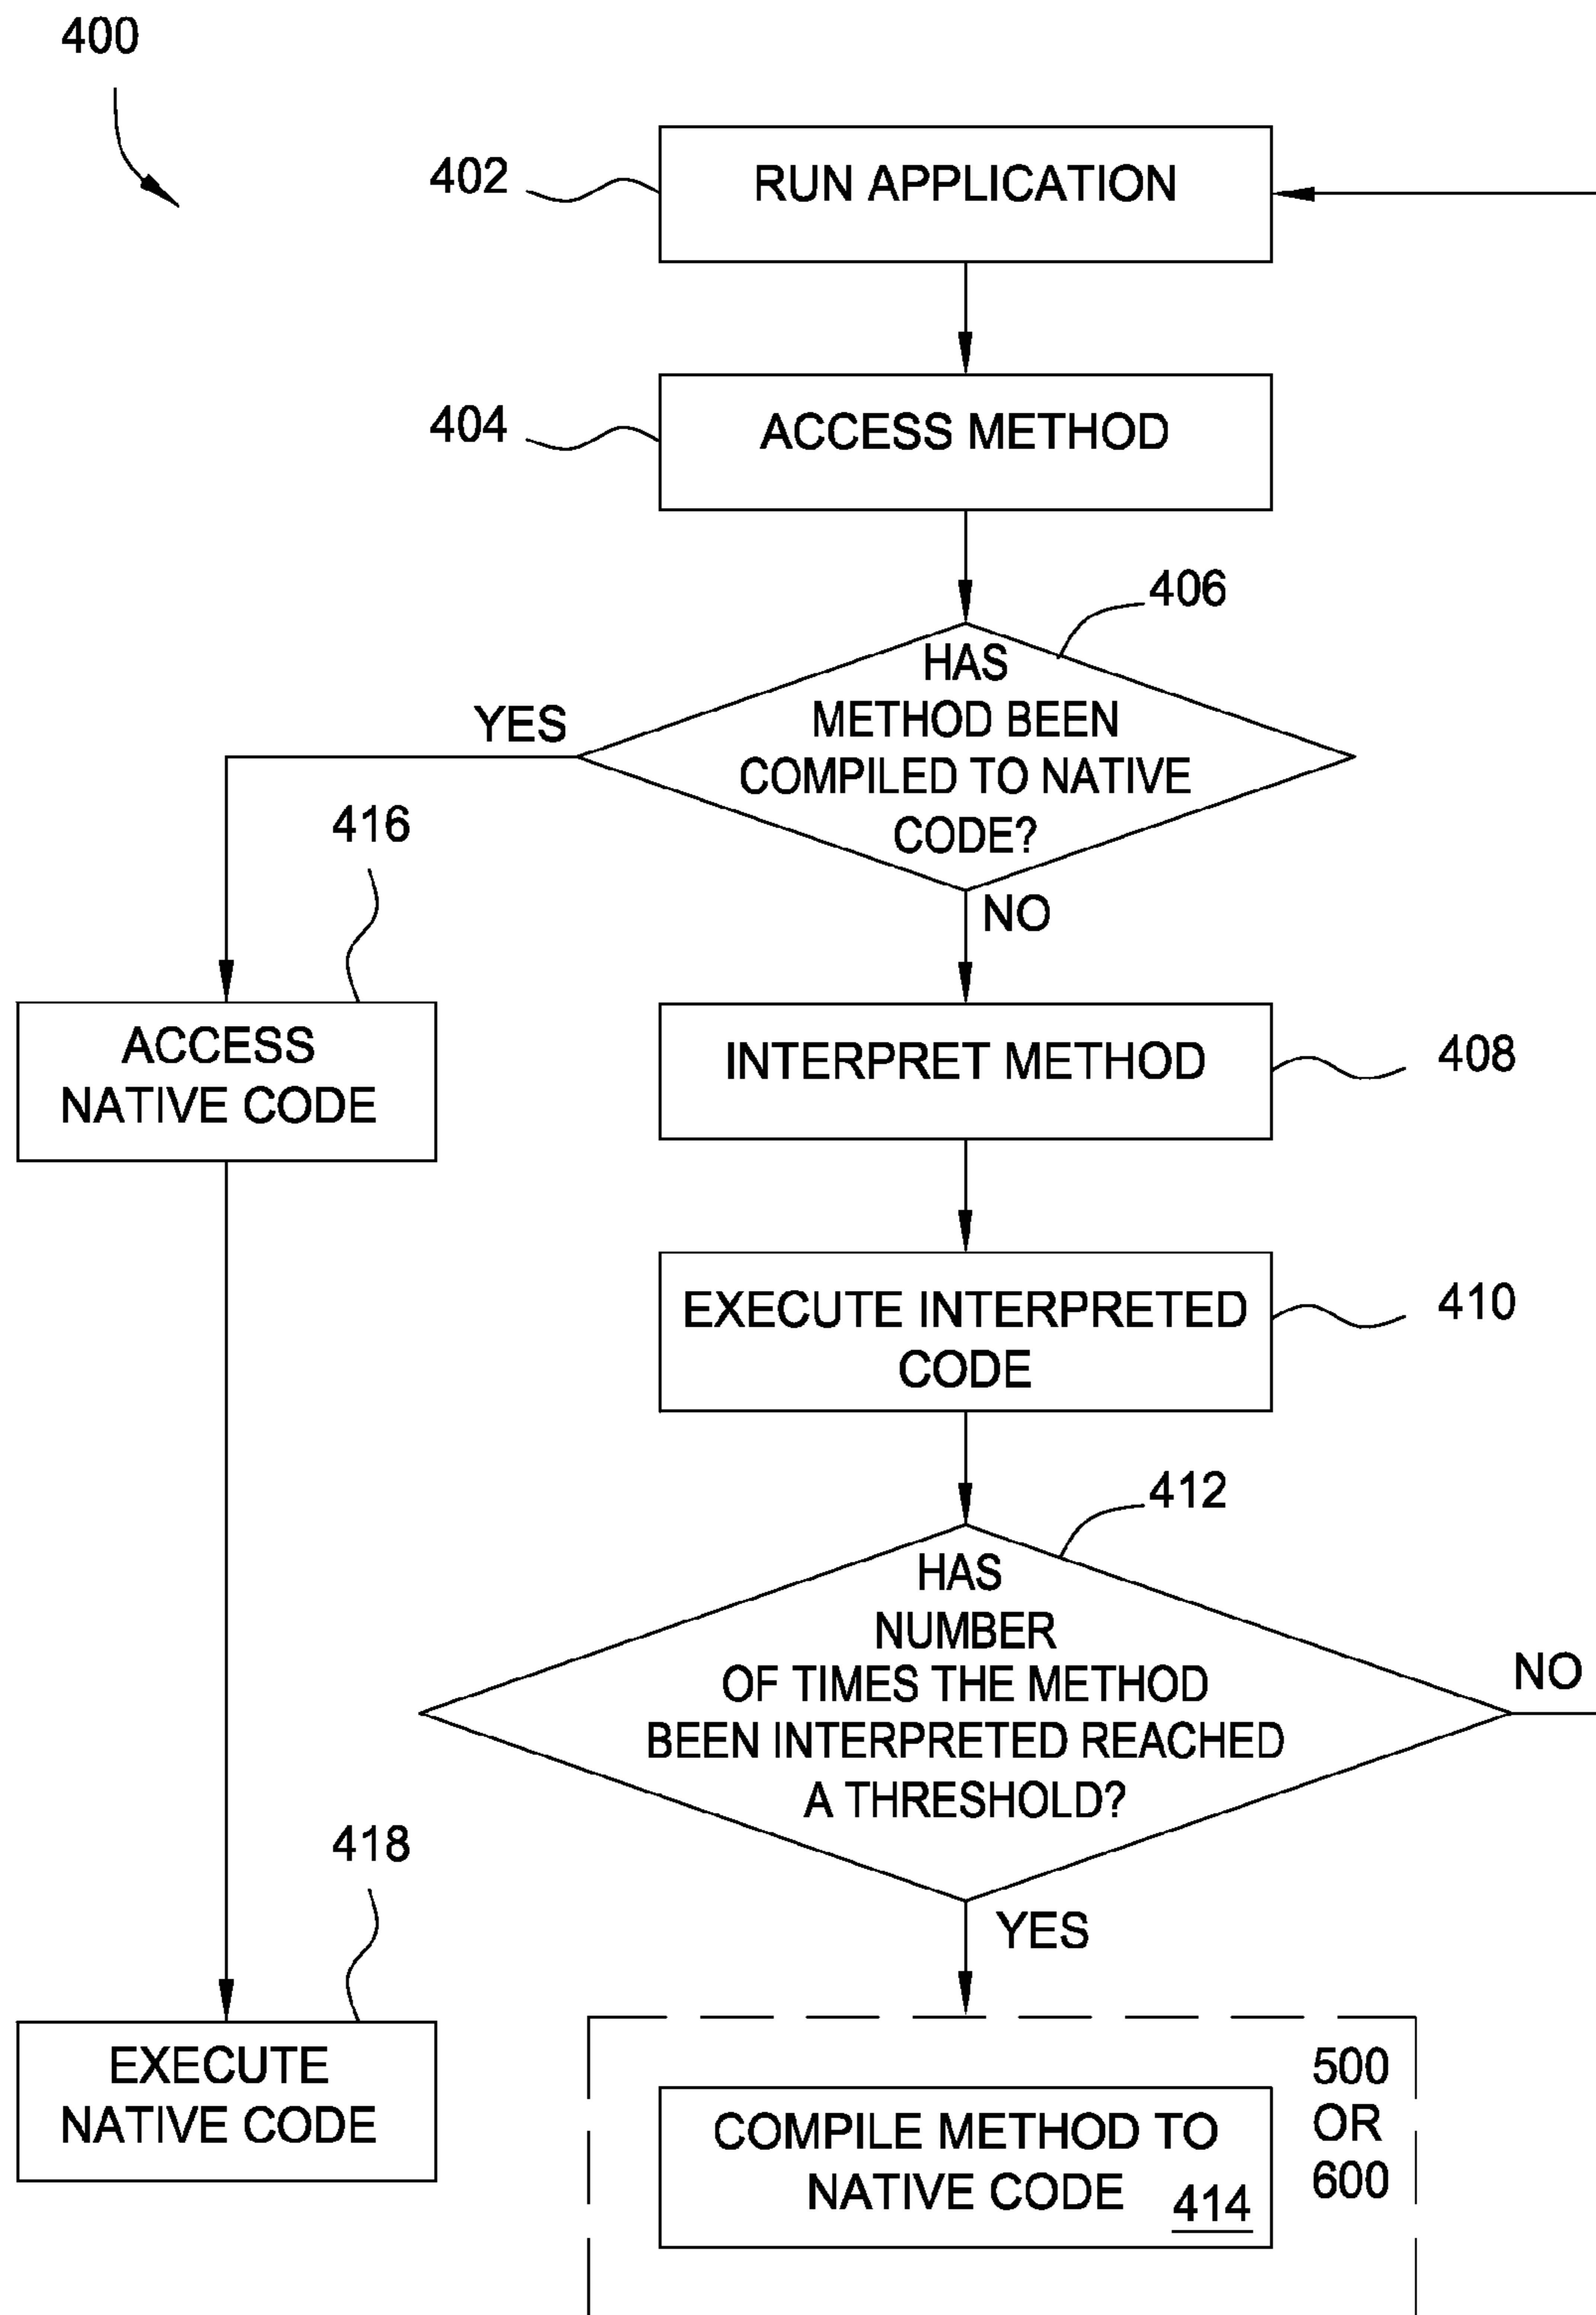 400
402
RUN APPLICATION
404
ACCESS METHOD
406
HAS
METHOD BEEN
COMPILED TO NATIVE
CODE?
YES
NO
416
ACCESS
NATIVE CODE
INTERPRET METHOD
408
EXECUTE INTERPRETED
CODE
410
412
HAS
NUMBER
OF TIMES THE METHOD
BEEN INTERPRETED REACHED
A THRESHOLD?
NO
YES
418
EXECUTE
NATIVE CODE
COMPILE METHOD TO
NATIVE CODE 414
500
OR
600